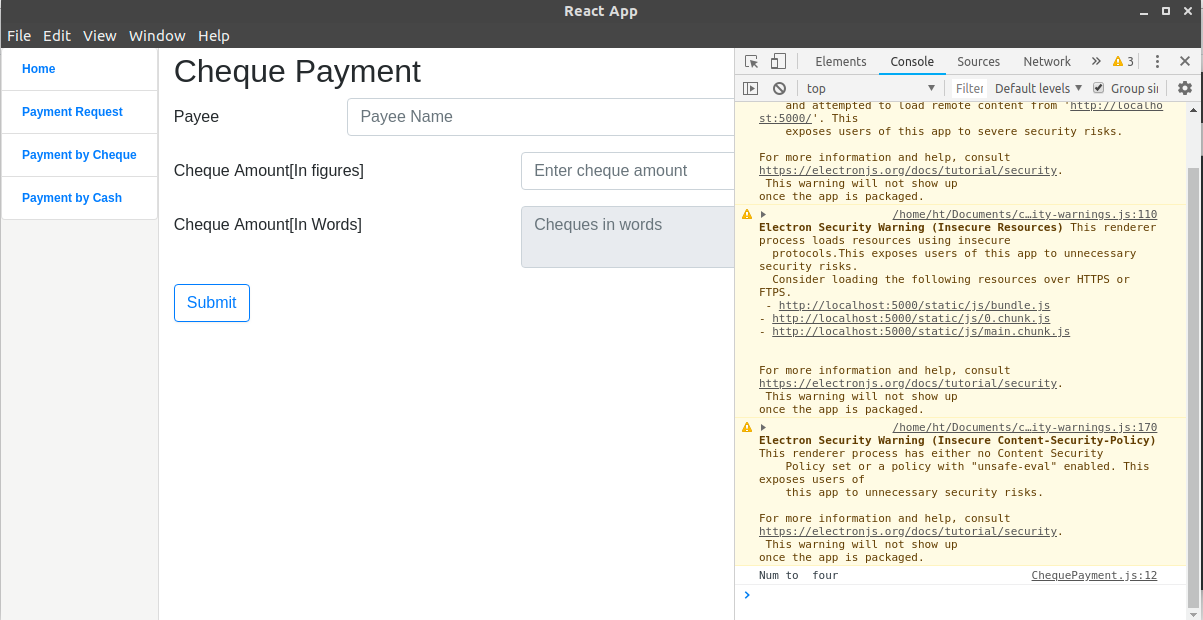 React App
File Edit View Window Help
Home
Payment Request
Payment by Cheque
Payment by Cash
Cheque Payment
Payee
Payee Name
Cheque Amount[In figures]
Enter cheque amount
Cheque Amount[In Words]
Cheques in words
Submit
Elements Console Sources Network » 3
top Filter Default levels Group si
and attempted to load remote content from 'http://localho
st:5000/'. This
exposes users of this app to severe security risks.
For more information and help, consult
https://electronjs.org/docs/tutorial/security.
This warning will not show up
once the app is packaged.
/home/ht/Documents/c…ity-warnings.js:110
Electron Security Warning (Insecure Resources) This renderer
process loads resources using insecure
protocols.This exposes users of this app to unnecessary
security risks.
Consider loading the following resources over HTTPS or
FTPS.
- http://localhost:5000/static/js/bundle.js
- http://localhost:5000/static/js/0.chunk.js
- http://localhost:5000/static/js/main.chunk.js
For more information and help, consult
https://electronjs.org/docs/tutorial/security.
This warning will not show up
once the app is packaged.
/home/ht/Documents/c…ity-warnings.js:170
Electron Security Warning (Insecure Content-Security-Policy)
This renderer process has either no Content Security
Policy set or a policy with "unsafe-eval" enabled. This
exposes users of
this app to unnecessary security risks.
For more information and help, consult
https://electronjs.org/docs/tutorial/security.
This warning will not show up
once the app is packaged.
Num to four ChequePayment.js:12